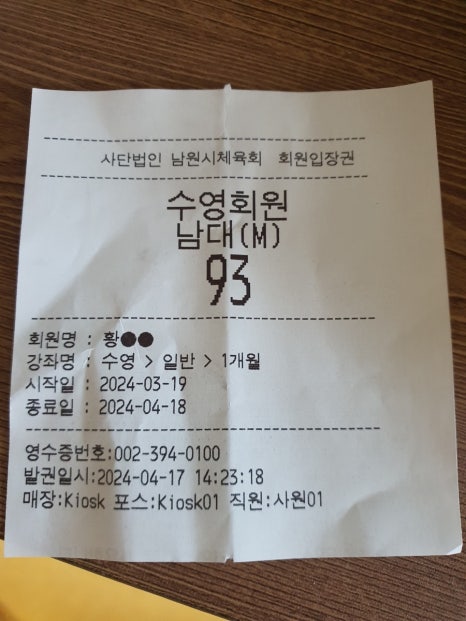 사단법인 남원시체육회 회원입장권
수영회원
남대(M)
93
회원명 : 황●●
강좌명 : 수영 > 일반 > 1개월
시작일 : 2024-03-19
종료일 : 2024-04-18
영수증번호:002-394-0100
발권일시:2024-04-17 14:23:18
매장:Kiosk 포스:Kiosk01 직원:사원01